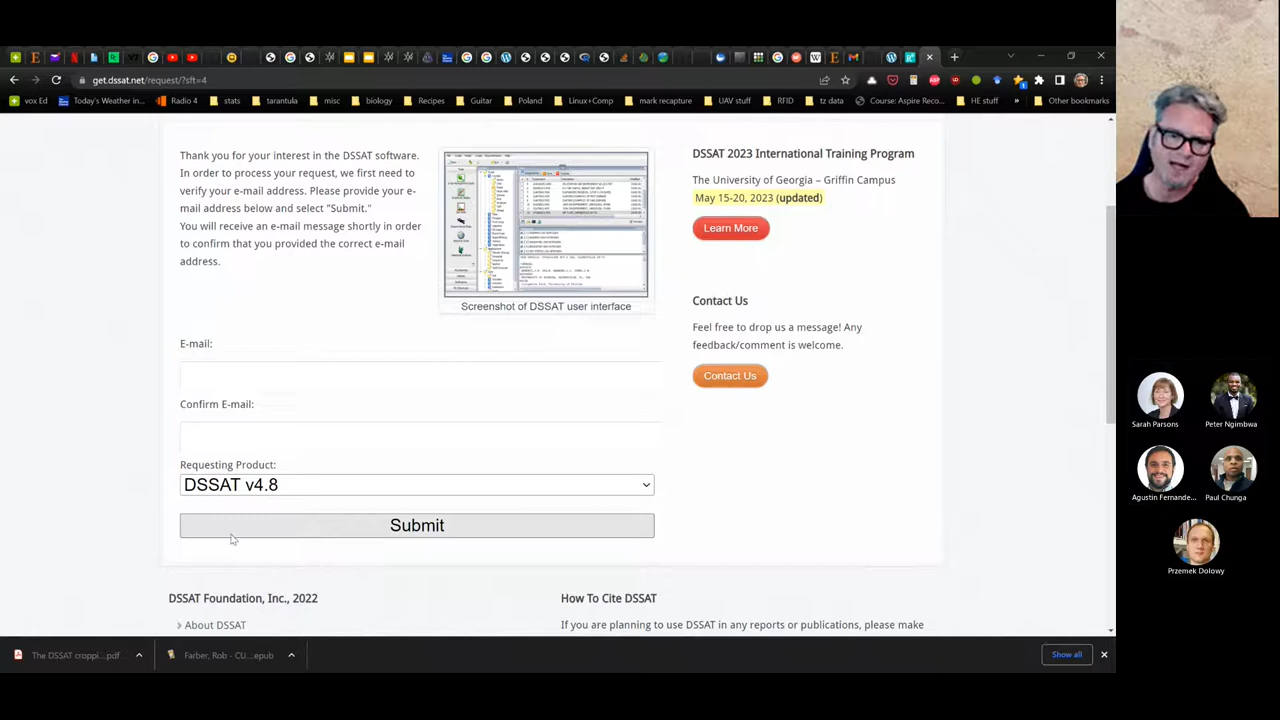 get.dssat.net/request/?sft=4
vox Ed
Today's Weather in...
Radio 4
stats
tarantula
misc
biology
Recipes
Guitar
Poland
Linux+Comp
mark recapture
UAV stuff
RFID
tz data
Course: Aspire Reco...
HE stuff
»
Other bookmarks
Thank you for your interest in the DSSAT software.
In order to process your request, we first need to
verify your e-mail address. Please provide your e-
mail address below and select "Submit."
You will receive an e-mail message shortly in order
to confirm that you provided the correct e-mail
address.
Screenshot of DSSAT user interface
E-mail:
Confirm E-mail:
Requesting Product:
DSSAT v4.8
Submit
DSSAT 2023 International Training Program
The University of Georgia – Griffin Campus
May 15-20, 2023 (updated)
Learn More
Contact Us
Feel free to drop us a message! Any
feedback/comment is welcome.
Contact Us
DSSAT Foundation, Inc., 2022
About DSSAT
How To Cite DSSAT
If you are planning to use DSSAT in any reports or publications, please make
The DSSAT croppi....pdf
Farber, Rob - CU....epub
Show all
Sarah Parsons
Peter Ngimbwa
Agustin Fernande...
Paul Chunga
Przemek Dolowy